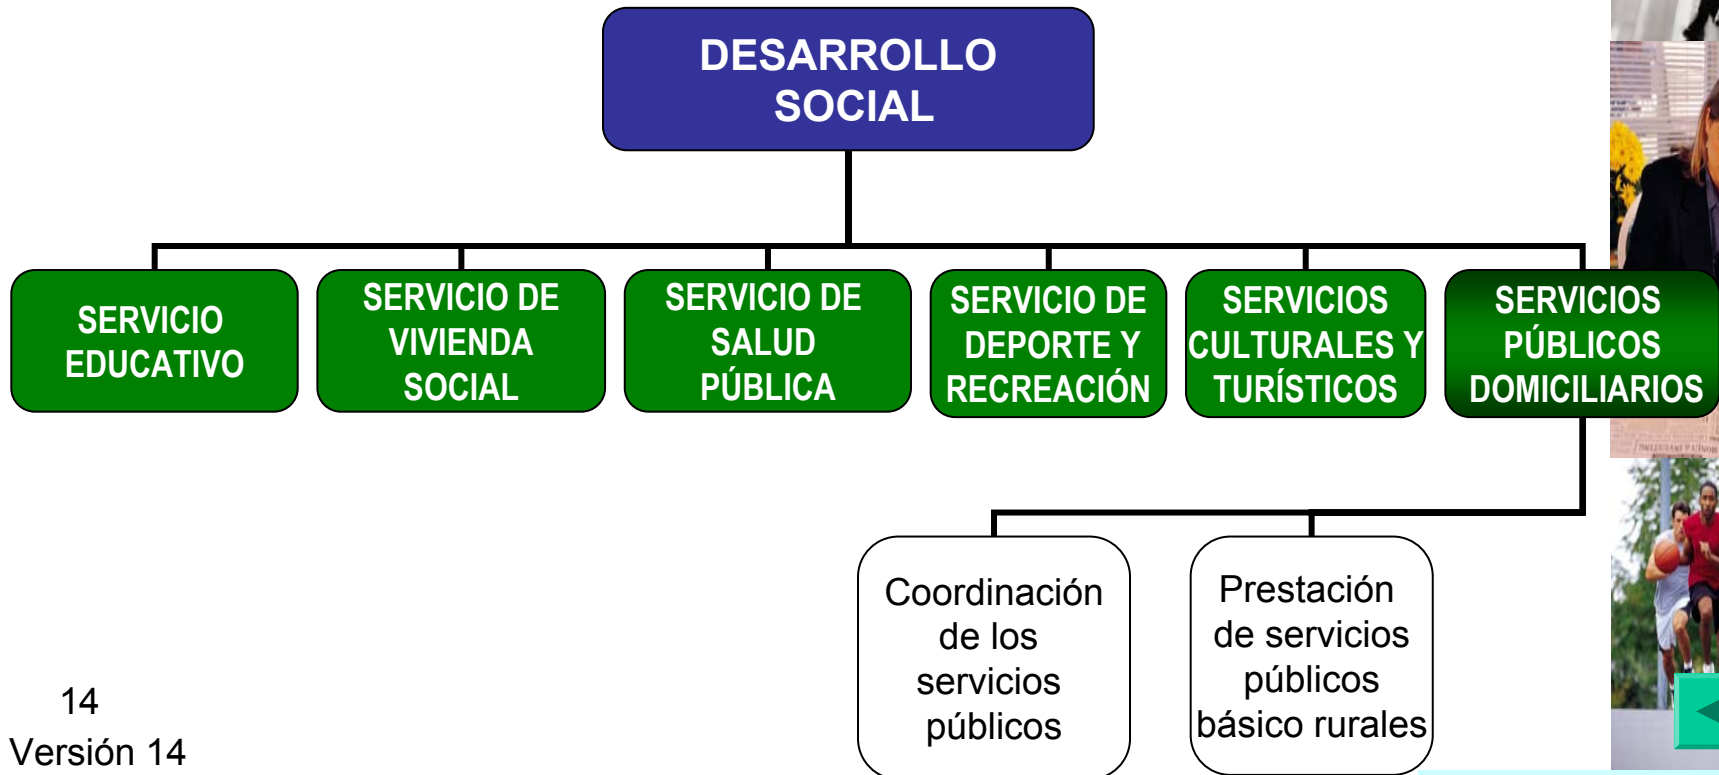 DESARROLLO
SOCIAL
SERVICIO
EDUCATIVO
SERVICIO DE
VIVIENDA
SOCIAL
SERVICIO DE
SALUD
PÚBLICA
SERVICIO DE
DEPORTE Y
RECREACIÓN
SERVICIOS
CULTURALES Y
TURÍSTICOS
SERVICIOS
PÚBLICOS
DOMICILIARIOS
Coordinación
de los
servicios
públicos
Prestación
de servicios
públicos
básico rurales
14
Versión 14